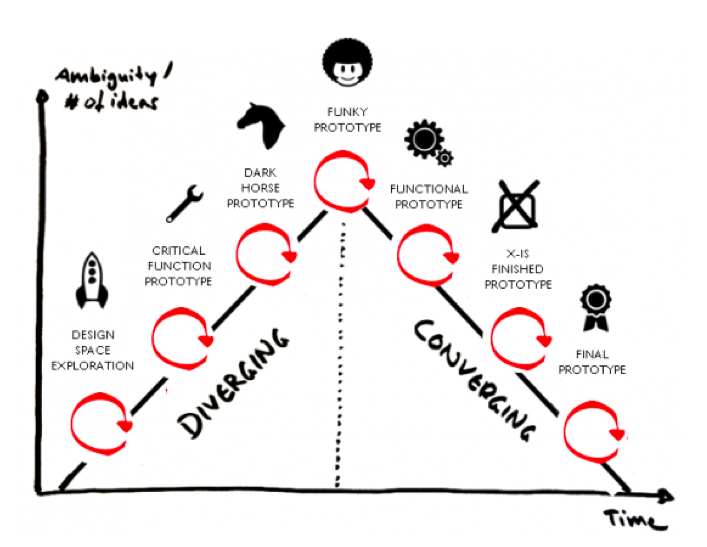 Ambiguity /
# of ideas
FUNKY
PROTOTYPE
DARK
HORSE
PROTOTYPE
FUNCTIONAL
PROTOTYPE
CRITICAL
FUNCTION
PROTOTYPE
X-IS
FINISHED
PROTOTYPE
DESIGN
SPACE
EXPLORATION
FINAL
PROTOTYPE
DIVERGING
CONVERGING
Time